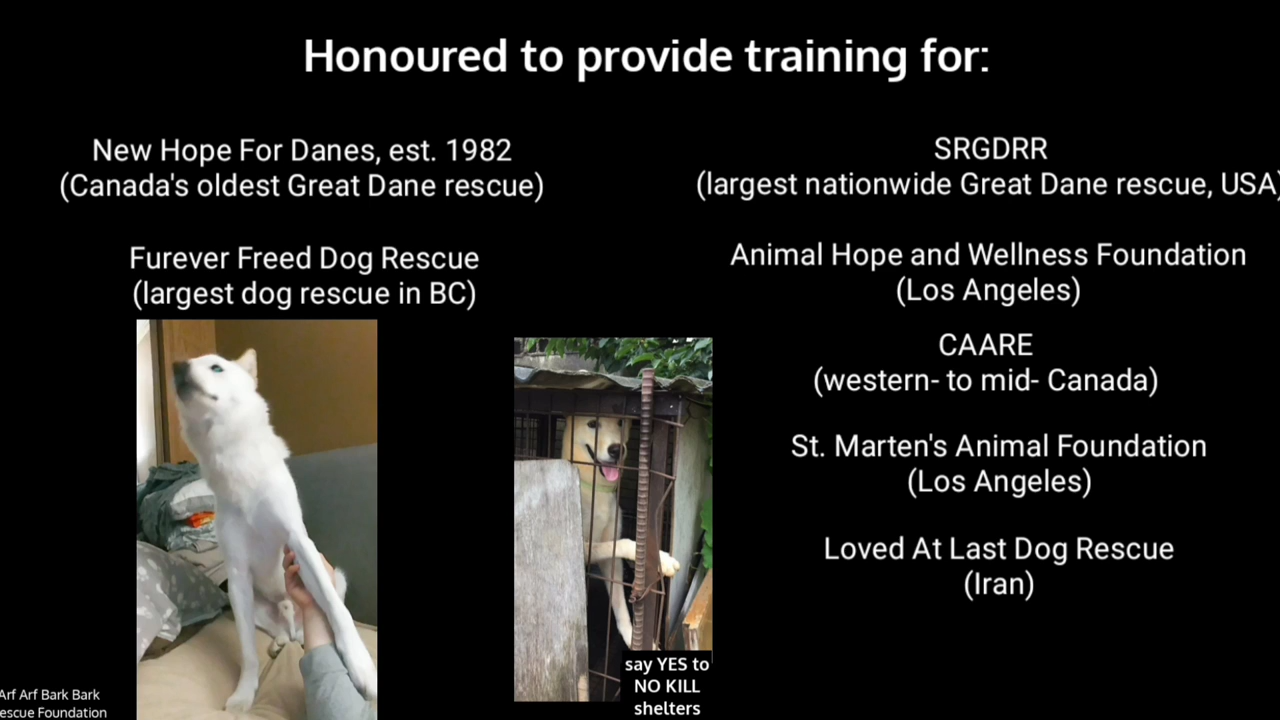 Honoured to provide training for:
New Hope For Danes, est. 1982
(Canada's oldest Great Dane rescue)
Furever Freed Dog Rescue
(largest dog rescue in BC)
SRGDRR
(largest nationwide Great Dane rescue, USA)
Animal Hope and Wellness Foundation
(Los Angeles)
CAARE
(western- to mid- Canada)
St. Marten's Animal Foundation
(Los Angeles)
Loved At Last Dog Rescue
(Iran)
say YES to
NO KILL
shelters
Arf Arf Bark Bark
escue Foundation